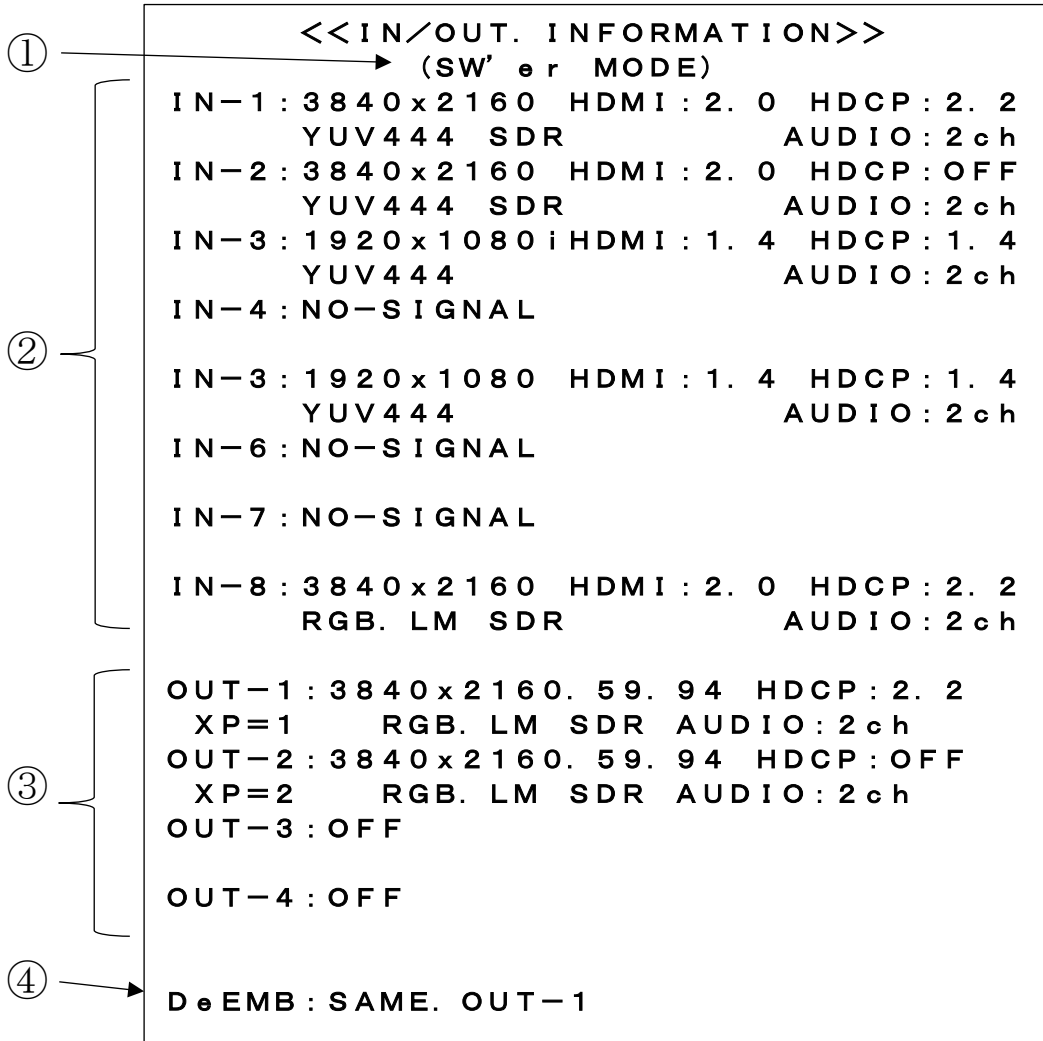 <<IN/OUT. INFORMATION>>
①
(SW'er MODE)
②
IN-1:3840x2160 HDMI:2.0 HDCP:2.2
YUV444 SDR AUDIO:2ch
IN-2:3840x2160 HDMI:2.0 HDCP:OFF
YUV444 SDR AUDIO:2ch
IN-3:1920x1080iHDMI:1.4 HDCP:1.4
YUV444 AUDIO:2ch
IN-4:NO-SIGNAL
IN-3:1920x1080 HDMI:1.4 HDCP:1.4
YUV444 AUDIO:2ch
IN-6:NO-SIGNAL
IN-7:NO-SIGNAL
IN-8:3840x2160 HDMI:2.0 HDCP:2.2
RGB.LM SDR AUDIO:2ch
③
OUT-1:3840x2160.59.94 HDCP:2.2
XP=1 RGB.LM SDR AUDIO:2ch
OUT-2:3840x2160.59.94 HDCP:OFF
XP=2 RGB.LM SDR AUDIO:2ch
OUT-3:OFF
OUT-4:OFF
④
DeEMB:SAME.OUT-1